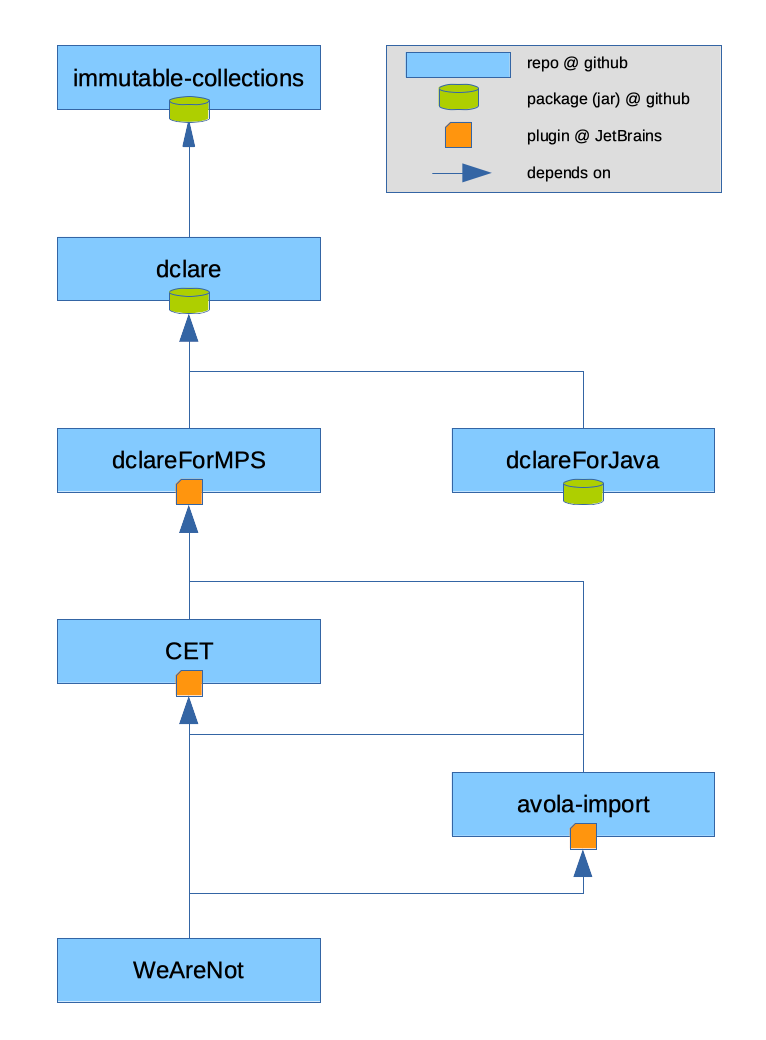 immutable-collections
repo @ github
package (jar) @ github
plugin @ JetBrains
depends on
dclare
dclareForMPS
dclareForJava
CET
avola-import
WeAreNot